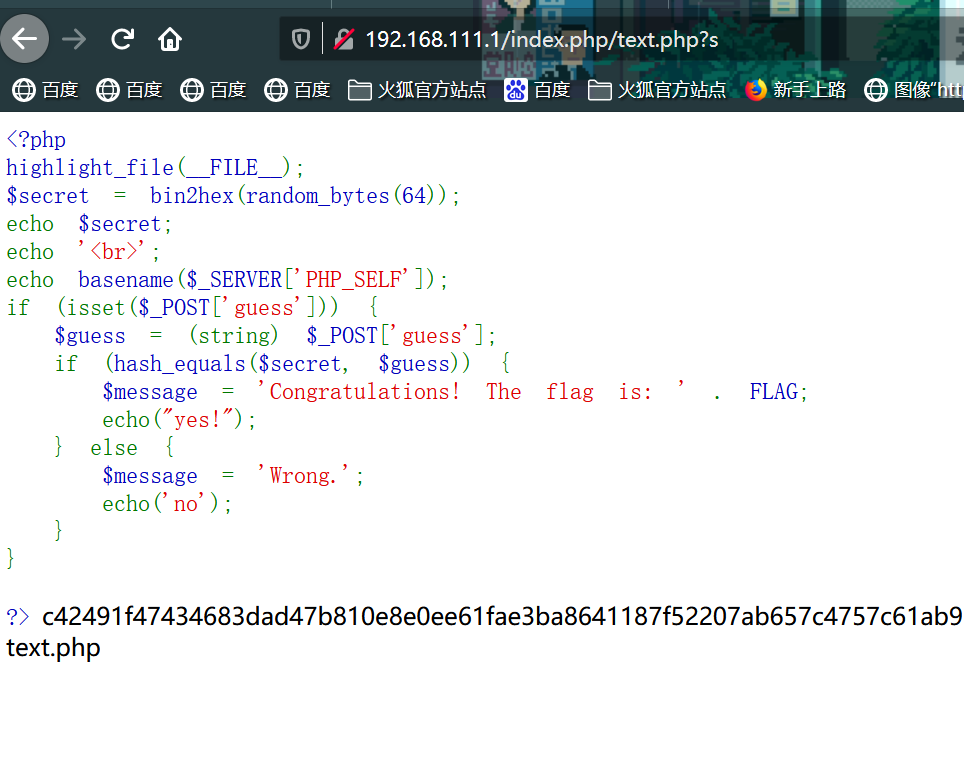 192.168.111.1/index.php/text.php?s
百度 百度 百度 百度 火狐官方站点 百度 火狐官方站点 新手上路 图像“http
<?php
highlight_file(__FILE__);
$secret = bin2hex(random_bytes(64));
echo $secret;
echo '<br>';
echo basename($_SERVER['PHP_SELF']);
if (isset($_POST['guess'])) {
    $guess = (string) $_POST['guess'];
    if (hash_equals($secret, $guess)) {
        $message = 'Congratulations! The flag is: ' . FLAG;
        echo("yes!");
    } else {
        $message = 'Wrong.';
        echo('no');
    }
}
?> c42491f47434683dad47b810e8e0ee61fae3ba8641187f52207ab657c4757c61ab9
text.php